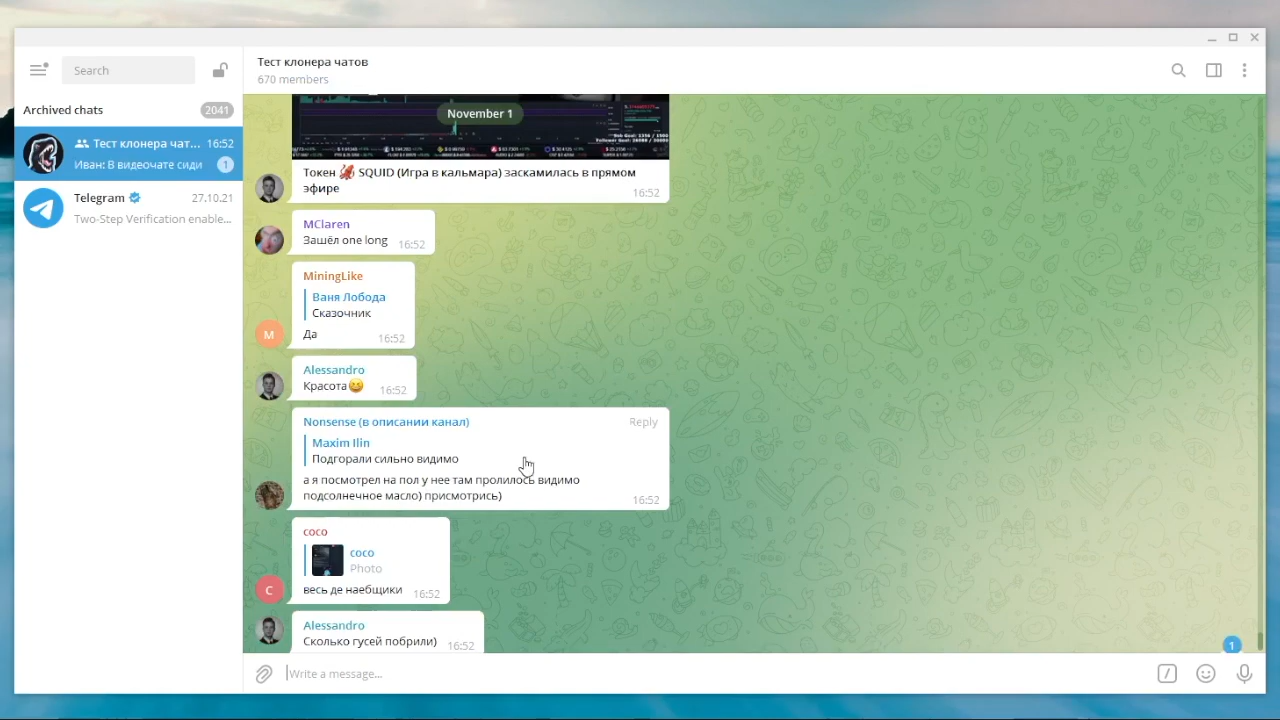 Search
Archived chats
2041
Тест клонера чат...
16:52
Иван: В видеочате сиди
1
Telegram
27.10.21
Two-Step Verification enable...
Тест клонера чатов
670 members
November 1
Токен SQUID (Игра в кальмара) заскамилась в прямом
эфире
16:52
MClaren
Зашёл one long
16:52
MiningLike
Ваня Лобода
Сказочник
Да
16:52
M
Alessandro
Красота
16:52
Nonsense (в описании канал)
Reply
Maxim Ilin
Подгорали сильно видимо
а я посмотрел на пол у нее там пролилось видимо
подсолнечное масло) присмотрись)
16:52
coco
coco
Photo
весь де наебщики
16:52
C
Alessandro
Сколько гусей побрили)
16:52
1
Write a message...